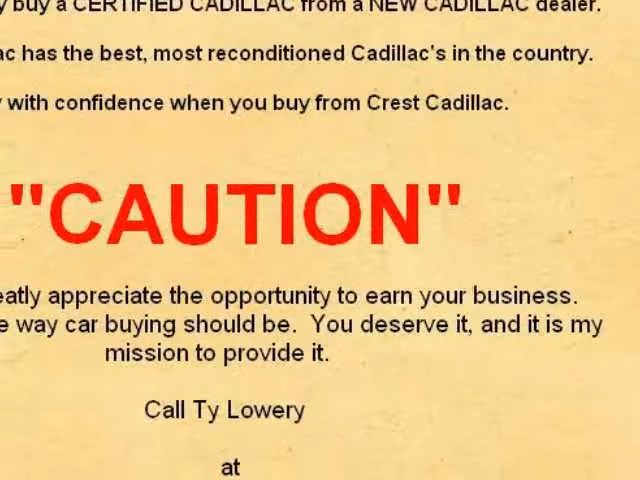 buy a CERTIFIED CADILLAC from a NEW CADILLAC dealer.
has the best, most reconditioned Cadillac's in the country.
with confidence when you buy from Crest Cadillac.
"CAUTION"
appreciate the opportunity to earn your business.
way car buying should be. You deserve it, and it is my
mission to provide it.
Call Ty Lowery
at